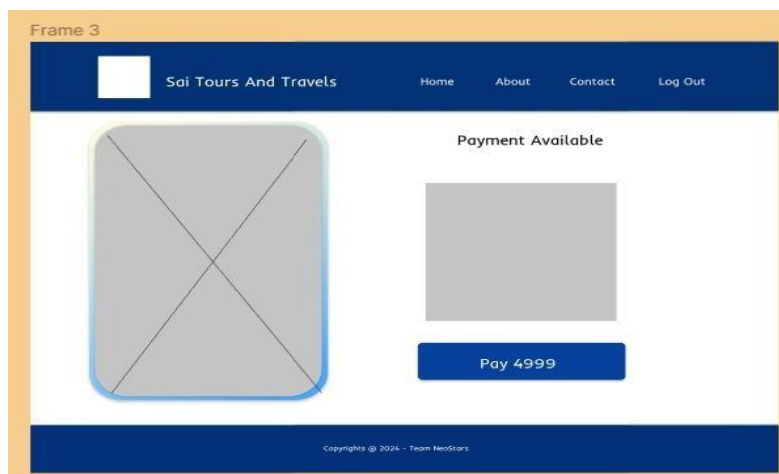 Frame 3
Sai Tours And Travels Home About Contact Log Out
Payment Available
Pay 4999
Copyrights @ 2024 - Team NeoStars